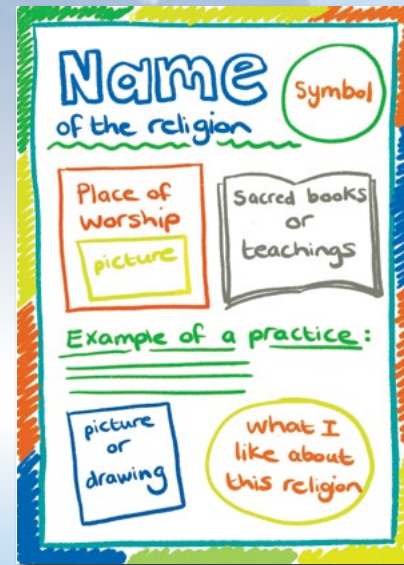 Name
of the religion
Symbol
Place of
worship
picture
Sacred books
or
teachings
Example of a practice:
picture
or
drawing
what I
like about
this religion